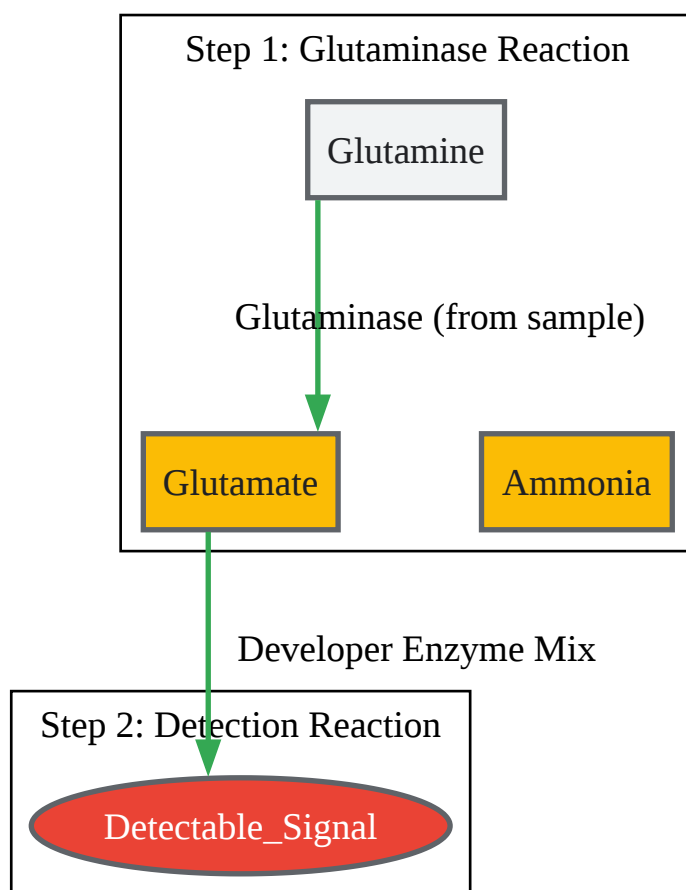 Step 1: Glutaminase Reaction
Glutamine
Glutaminase (from sample)
Glutamate
Ammonia
Developer Enzyme Mix
Step 2: Detection Reaction
Detectable_Signal